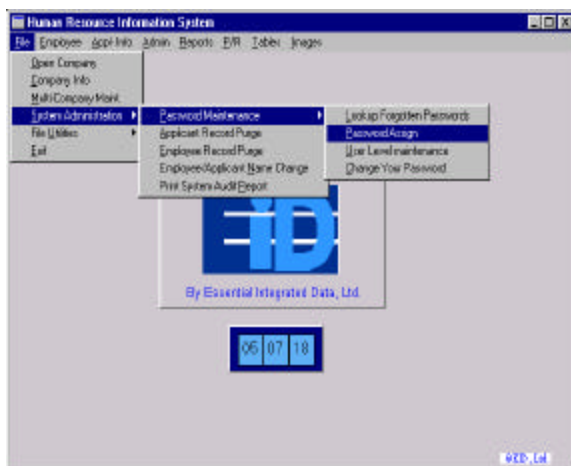 Human Resource Information System
File Employee Appl-Info Admin Reports P/R Tables Images
Open Company
Company Info
Multi-Company Maint.
System Administration
File Utilities
Exit
Password Maintenance
Applicant Record Purge
Employee Record Purge
Employee/Applicant Name Change
Print System Audit Report
Lookup Forgotten Passwords
Password Assign
User Level maintenance
Change Your Password
iD
By Essential Integrated Data, Ltd.
05 07 18